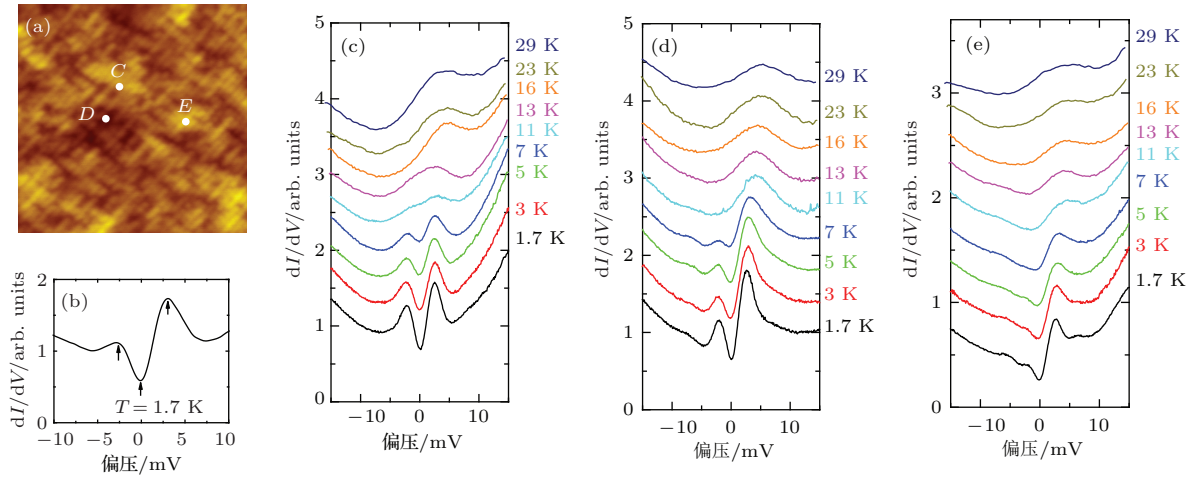 (a)
C
D
E
(b)
dI/dV/arb. units
2
1
0
T = 1.7 K
−10
−5
0
5
10
偏压/mV
(c)
dI/dV/arb. units
5
4
3
2
1
0
29 K
23 K
16 K
13 K
11 K
7 K
5 K
3 K
1.7 K
−10
0
10
偏压/mV
(d)
dI/dV/arb. units
5
4
3
2
1
0
29 K
23 K
16 K
13 K
11 K
7 K
5 K
3 K
1.7 K
−10
0
10
偏压/mV
(e)
dI/dV/arb. units
3
2
1
0
29 K
23 K
16 K
13 K
11 K
7 K
5 K
3 K
1.7 K
−10
0
10
偏压/mV